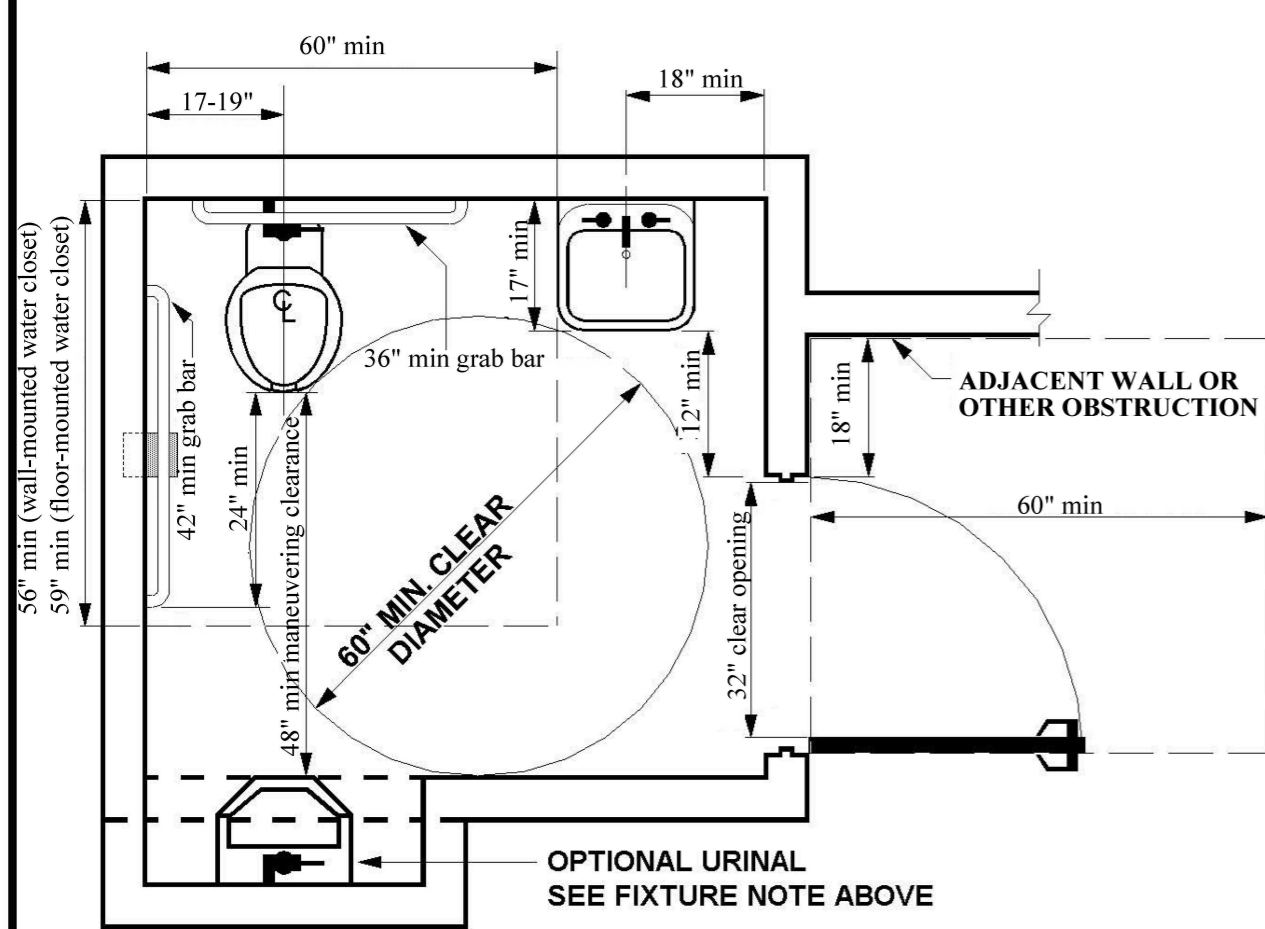 60" min
18" min
17-19"
56" min (wall-mounted water closet)
59" min (floor-mounted water closet)
17" min
C
L
36" min grab bar
42" min grab bar
12" min
18" min
ADJACENT WALL OR
OTHER OBSTRUCTION
24" min
48" min maneuvering clearance
60" MIN. CLEAR
DIAMETER
32" clear opening
60" min
OPTIONAL URINAL
SEE FIXTURE NOTE ABOVE